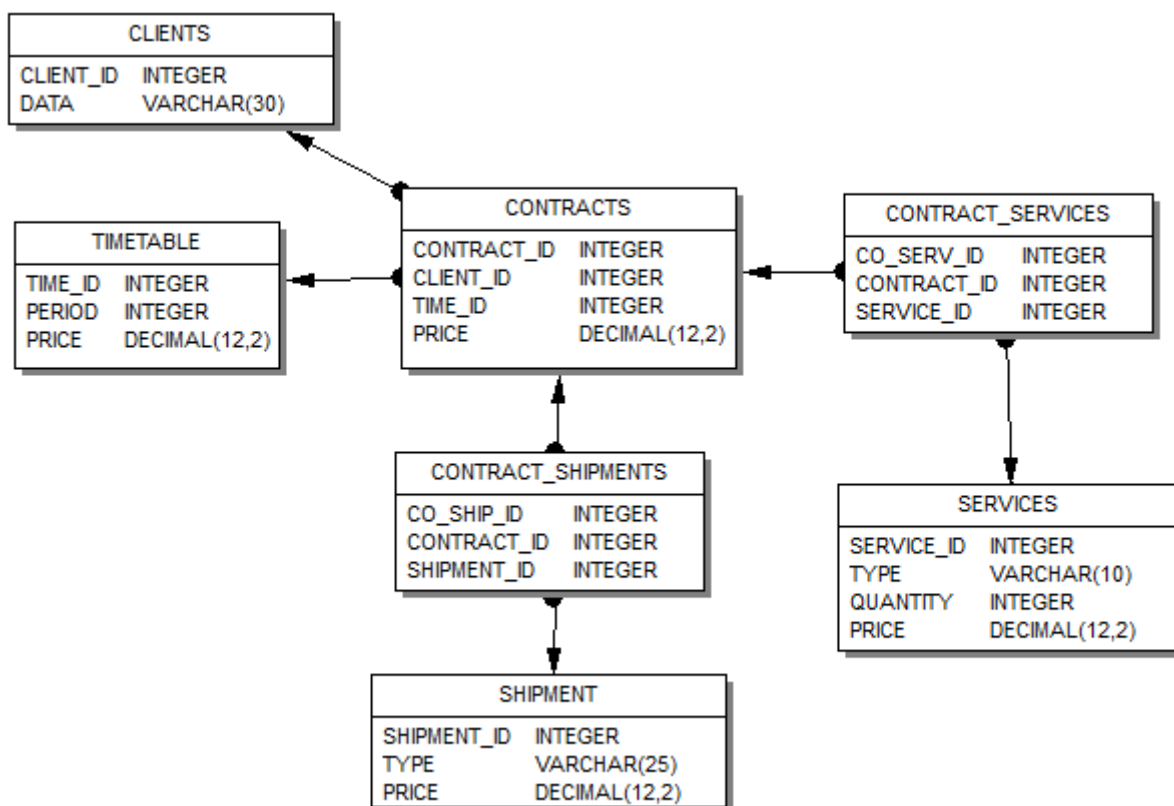 CLIENTS
CLIENT_ID INTEGER
DATA VARCHAR(30)
TIMETABLE
TIME_ID INTEGER
PERIOD INTEGER
PRICE DECIMAL(12,2)
CONTRACTS
CONTRACT_ID INTEGER
CLIENT_ID INTEGER
TIME_ID INTEGER
PRICE DECIMAL(12,2)
CONTRACT_SERVICES
CO_SERV_ID INTEGER
CONTRACT_ID INTEGER
SERVICE_ID INTEGER
CONTRACT_SHIPMENTS
CO_SHIP_ID INTEGER
CONTRACT_ID INTEGER
SHIPMENT_ID INTEGER
SERVICES
SERVICE_ID INTEGER
TYPE VARCHAR(10)
QUANTITY INTEGER
PRICE DECIMAL(12,2)
SHIPMENT
SHIPMENT_ID INTEGER
TYPE VARCHAR(25)
PRICE DECIMAL(12,2)